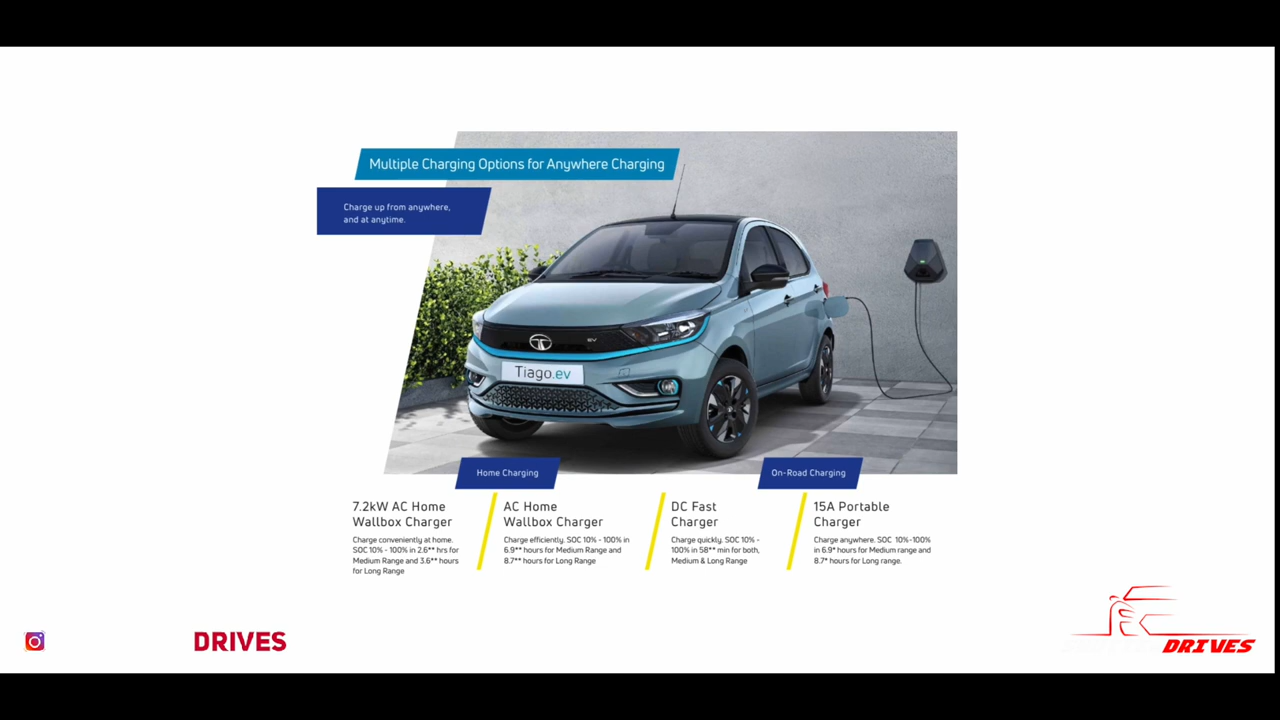 Multiple Charging Options for Anywhere Charging
Charge up from anywhere,
and at anytime.
EV
Tiago.ev
Home Charging
On-Road Charging
7.2kW AC Home
Wallbox Charger
Charge conveniently at home.
SOC 10% - 100% in 2.6** hrs for
Medium Range and 3.6** hours
for Long Range
AC Home
Wallbox Charger
Charge efficiently. SOC 10% - 100% in
6.9** hours for Medium Range and
8.7** hours for Long Range
DC Fast
Charger
Charge quickly. SOC 10% -
100% in 58** min for both,
Medium & Long Range
15A Portable
Charger
Charge anywhere. SOC 10%-100%
in 6.9* hours for Medium range and
8.7* hours for Long range.
DRIVES
DRIVES